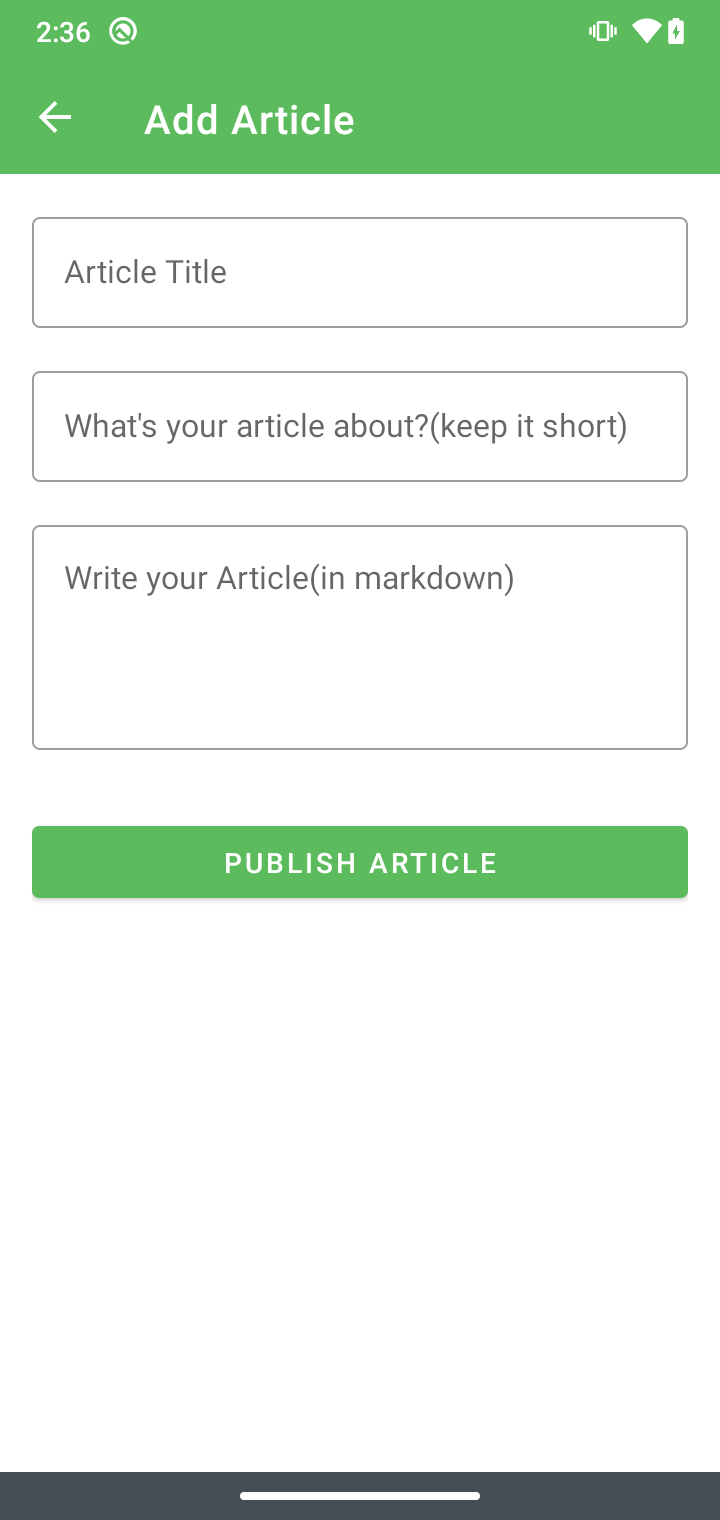 2:36
Add Article
Article Title
What's your article about?(keep it short)
Write your Article(in markdown)
PUBLISH ARTICLE